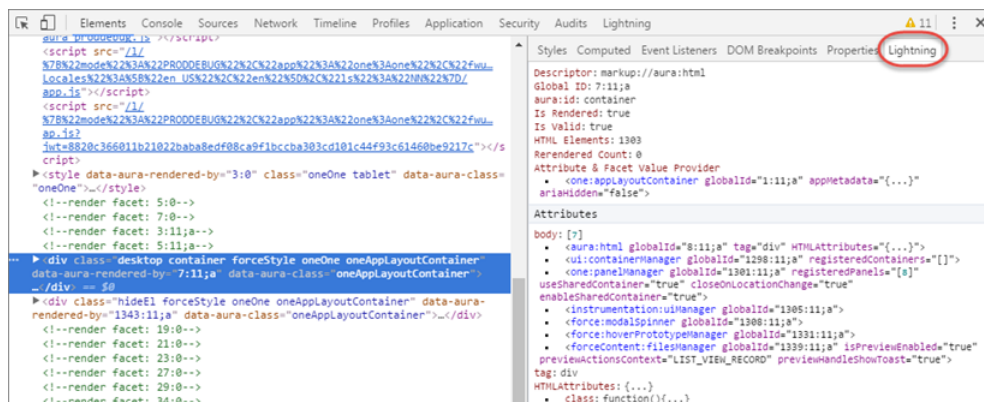 Elements Console Sources Network Timeline Profiles Application Security Audits Lightning 11
aura_proddebug.js"></script>
<script src="/l/
%7B%22mode%22%3A%22PRODDEBUG%22%2C%22app%22%3A%22one%3Aone%22%2C%22fwu…
Locales%22%3A%5B%22en_US%22%2C%22en%22%5D%2C%22ls%22%3A%22NN%22%7D/
app.js"></script>
<script src="/l/
%7B%22mode%22%3A%22PRODDEBUG%22%2C%22app%22%3A%22one%3Aone%22%2C%22fwu…
ap.js?
jwt=8820c366011b21022baba8edf08ca9f1bccba303cd101c44f93c61460be9217c"></s
cript>
<style data-aura-rendered-by="3:0" class="oneOne tablet" data-aura-class=
"oneOne">…</style>
<!--render facet: 5:0-->
<!--render facet: 7:0-->
<!--render facet: 3:11;a-->
<!--render facet: 5:11;a-->
<div class="desktop container forceStyle oneOne oneAppLayoutContainer"
data-aura-rendered-by="7:11;a" data-aura-class="oneAppLayoutContainer">
…</div> == $0
<div class="hideEl forceStyle oneOne oneAppLayoutContainer" data-aura-
rendered-by="1343:11;a" data-aura-class="oneAppLayoutContainer">…</div>
<!--render facet: 19:0-->
<!--render facet: 21:0-->
<!--render facet: 23:0-->
<!--render facet: 27:0-->
<!--render facet: 29:0-->
<!--render facet: 34:0-->
Styles Computed Event Listeners DOM Breakpoints Properties Lightning
Descriptor: markup://aura:html
Global ID: 7:11;a
aura:id: container
Is Rendered: true
Is Valid: true
HTML Elements: 1303
Rerendered Count: 0
Attribute & Facet Value Provider
<one:appLayoutContainer globalId="1:11;a" appMetadata="{...}"
ariaHidden="false">
Attributes
body: [7]
<aura:html globalId="8:11;a" tag="div" HTMLAttributes="{...}">
<ui:containerManager globalId="1298:11;a" registeredContainers="[]">
<one:panelManager globalId="1301:11;a" registeredPanels="[8]"
useSharedContainer="true" closeOnLocationChange="true"
enableSharedContainer="true">
<instrumentation:uiManager globalId="1305:11;a">
<force:modalSpinner globalId="1308:11;a">
<force:hoverPrototypeManager globalId="1331:11;a">
<forceContent:filesManager globalId="1339:11;a" isPreviewEnabled="true"
previewActionsContext="LIST_VIEW_RECORD" previewHandleShowToast="true">
tag: div
HTMLAttributes: {...}
class: function(){...}